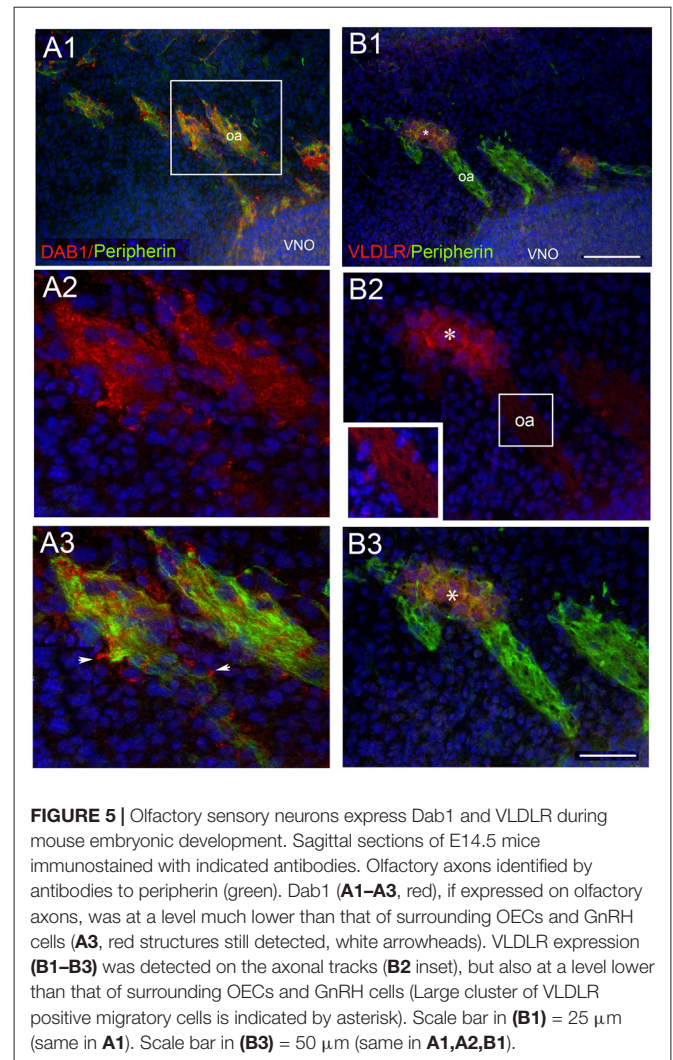 A1
oa
DAB1/Peripherin
VNO
B1
*
oa
VLDLR/Peripherin
VNO
A2
B2
*
oa
A3
B3
*
FIGURE 5 | Olfactory sensory neurons express Dab1 and VLDLR during
mouse embryonic development. Sagittal sections of E14.5 mice
immunostained with indicated antibodies. Olfactory axons identified by
antibodies to peripherin (green). Dab1 (A1–A3, red), if expressed on olfactory
axons, was at a level much lower than that of surrounding OECs and GnRH
cells (A3, red structures still detected, white arrowheads). VLDLR expression
(B1–B3) was detected on the axonal tracks (B2 inset), but also at a level lower
than that of surrounding OECs and GnRH cells (Large cluster of VLDLR
positive migratory cells is indicated by asterisk). Scale bar in (B1) = 25 μm
(same in A1). Scale bar in (B3) = 50 μm (same in A1,A2,B1).